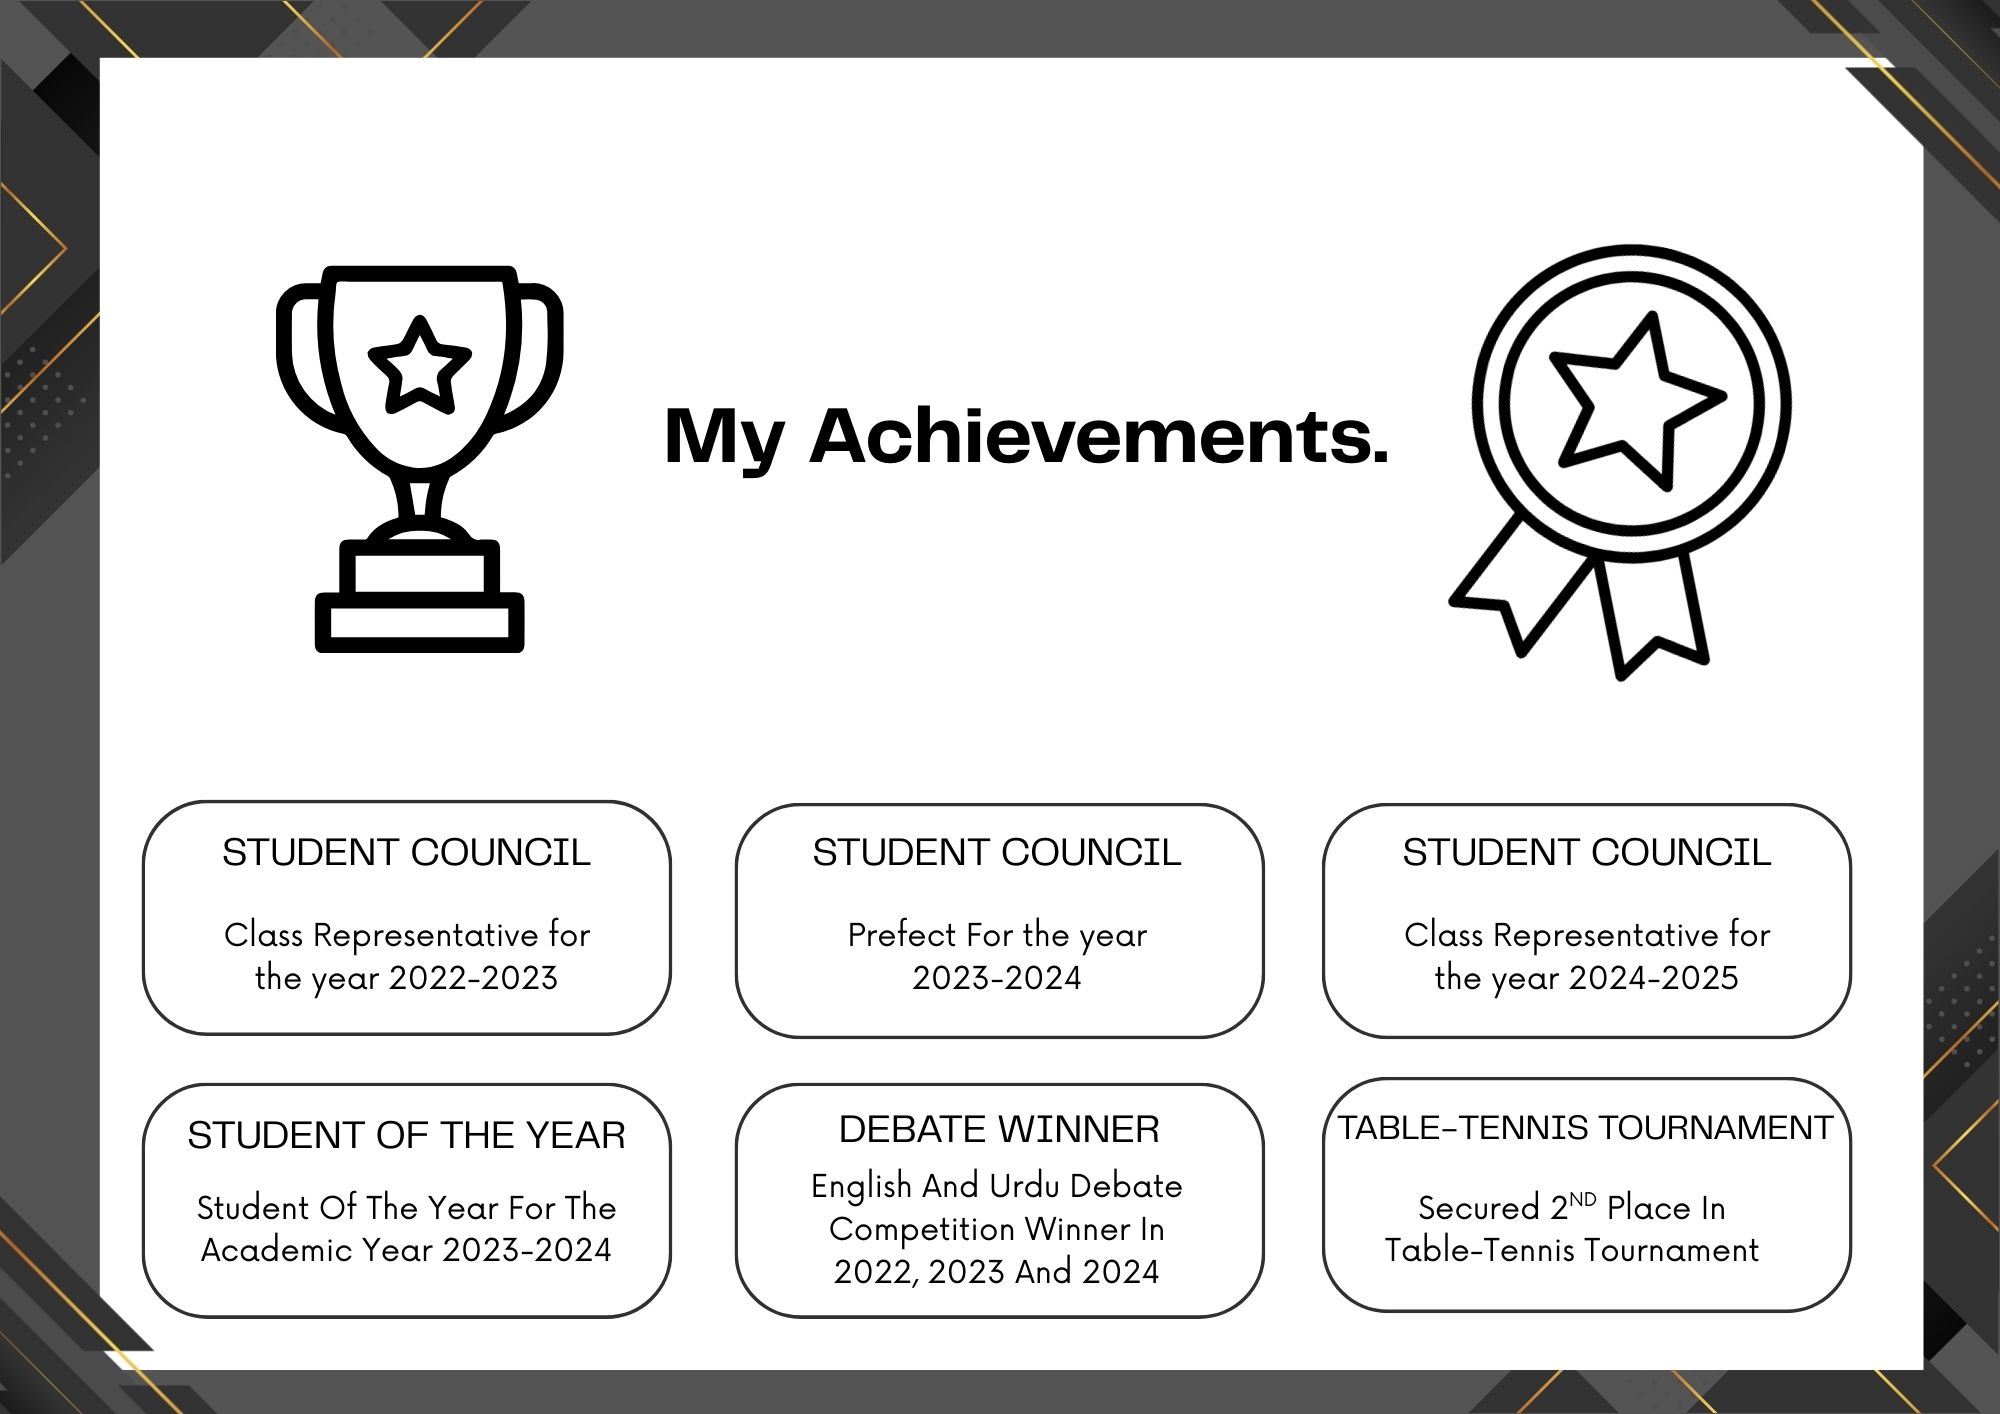 My Achievements.
STUDENT COUNCIL
Class Representative for
the year 2022-2023
STUDENT COUNCIL
Prefect For the year
2023-2024
STUDENT COUNCIL
Class Representative for
the year 2024-2025
STUDENT OF THE YEAR
Student Of The Year For The
Academic Year 2023-2024
DEBATE WINNER
English And Urdu Debate
Competition Winner In
2022, 2023 And 2024
TABLE-TENNIS TOURNAMENT
Secured 2ND Place In
Table-Tennis Tournament